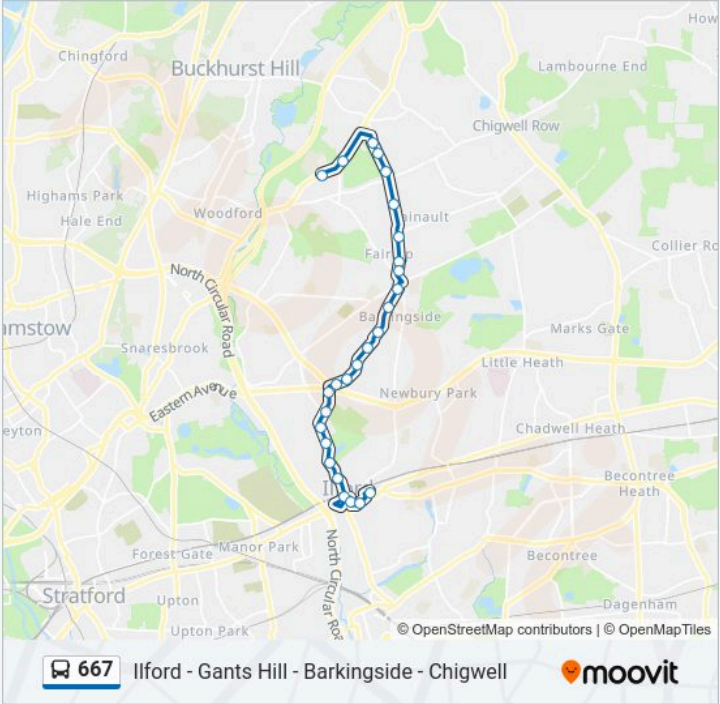 How
Chingford
Buckhurst Hill
Lambourne End
Chigwell Row
Highams Park
Woodford
ainault
Hale End
Collier Ro
Fairlop
North Circular Road
amstow
Barkingside
Marks Gate
Snaresbrook
Little Heath
Eastern Avenue
Newbury Park
eyton
Chadwell Heath
Ilford
Becontree
Heath
Forest Gate
Manor Park
North Circular Roa
Becontree
Stratford
Upton
Dagenham
Upton Park
© OpenStreetMap contributors | © OpenMapTiles
667 Ilford - Gants Hill - Barkingside - Chigwell
moovit